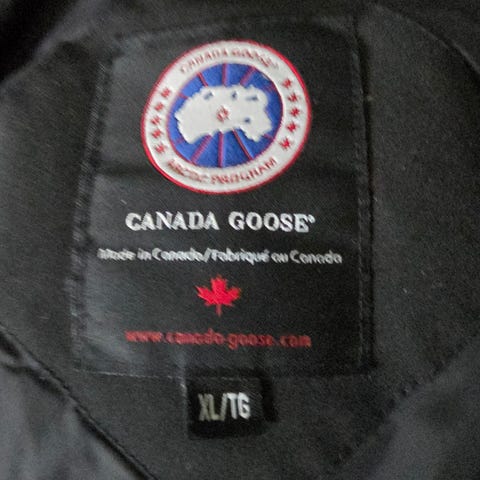 CANADA GOOSE®
ARCTIC PROGRAM
CANADA GOOSE®
Made in Canada/Fabriqué au Canada
www.canada-goose.com
XL/TG